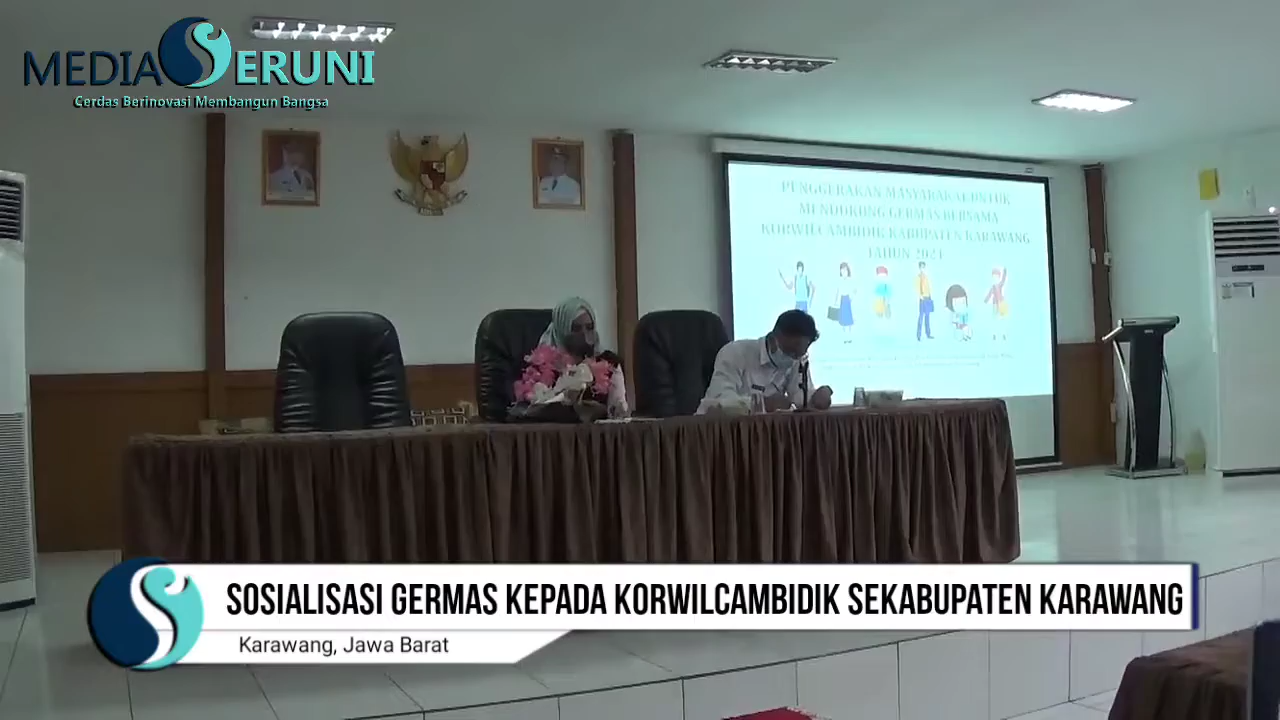 MEDIA SERUNI
Cerdas Berinovasi Membangun Bangsa
PENGGERAKAN MASYARAKAT UNTUK
MENDUKUNG GERMAS BERSAMA
KORWILCAMBIDIK KABUPATEN KARAWANG
TAHUN 2021
SOSIALISASI GERMAS KEPADA KORWILCAMBIDIK SEKABUPATEN KARAWANG
Karawang, Jawa Barat